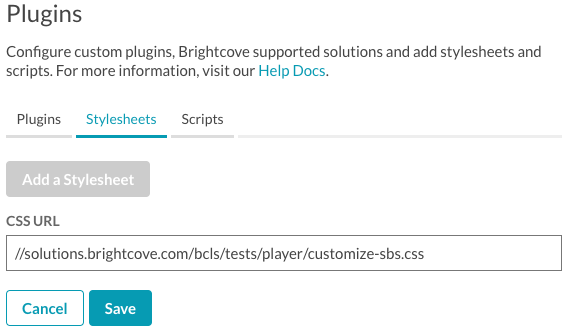 Plugins
Configure custom plugins, Brightcove supported solutions and add stylesheets and
scripts. For more information, visit our Help Docs.
Plugins Stylesheets Scripts
Add a Stylesheet
CSS URL
//solutions.brightcove.com/bcls/tests/player/customize-sbs.css
Cancel Save